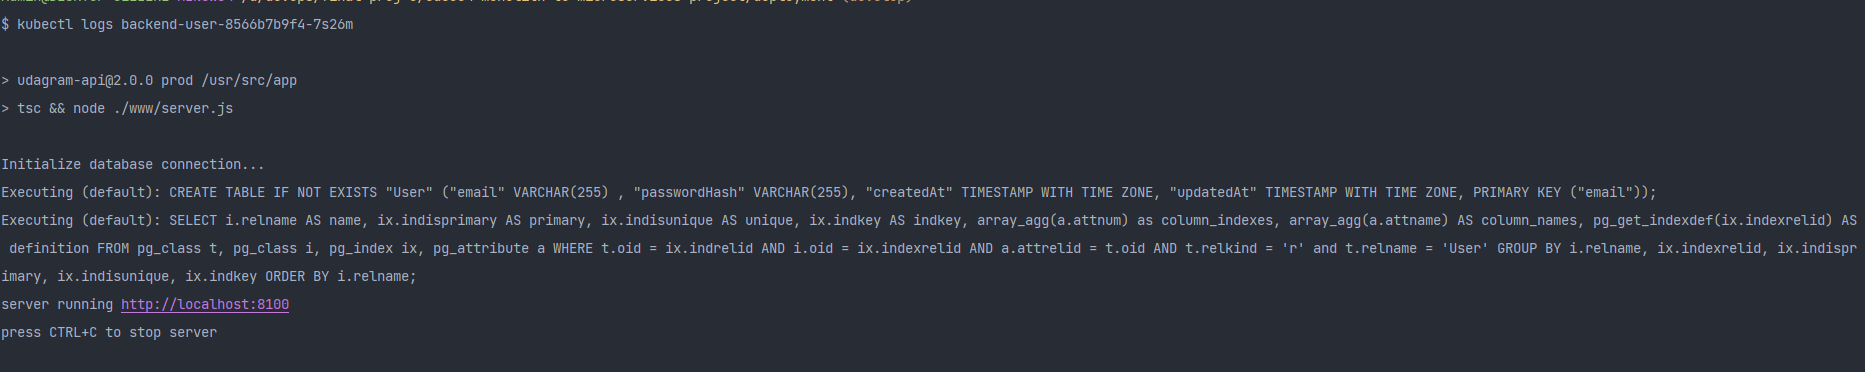 $ kubectl logs backend-user-8566b7b9f4-7s26m
> udagram-api@2.0.0 prod /usr/src/app
> tsc && node ./www/server.js
Initialize database connection...
Executing (default): CREATE TABLE IF NOT EXISTS "User" ("email" VARCHAR(255) , "passwordHash" VARCHAR(255), "createdAt" TIMESTAMP WITH TIME ZONE, "updatedAt" TIMESTAMP WITH TIME ZONE, PRIMARY KEY ("email"));
Executing (default): SELECT i.relname AS name, ix.indisprimary AS primary, ix.indisunique AS unique, ix.indkey AS indkey, array_agg(a.attnum) as column_indexes, array_agg(a.attname) AS column_names, pg_get_indexdef(ix.indexrelid) AS
definition FROM pg_class t, pg_class i, pg_index ix, pg_attribute a WHERE t.oid = ix.indrelid AND i.oid = ix.indexrelid AND a.attrelid = t.oid AND t.relkind = 'r' and t.relname = 'User' GROUP BY i.relname, ix.indexrelid, ix.indispr
imary, ix.indisunique, ix.indkey ORDER BY i.relname;
server running http://localhost:8100
press CTRL+C to stop server